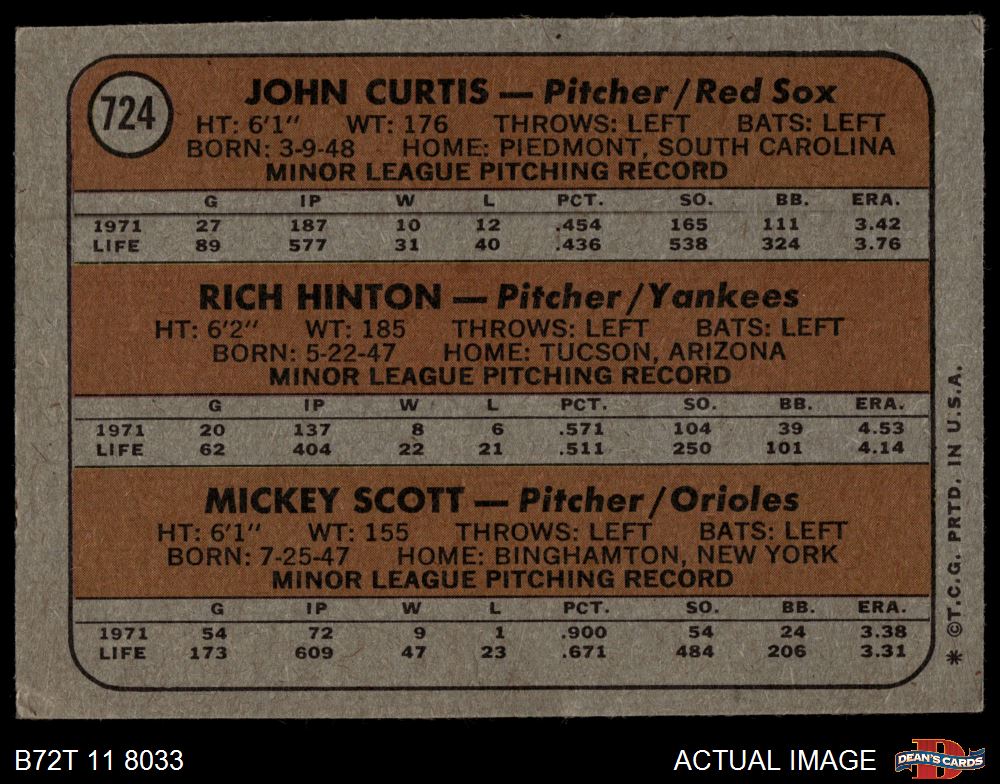 724
JOHN CURTIS — Pitcher/Red Sox
HT: 6'1" WT: 176 THROWS: LEFT BATS: LEFT
BORN: 3-9-48 HOME: PIEDMONT, SOUTH CAROLINA
MINOR LEAGUE PITCHING RECORD
G IP W L PCT. SO. BB. ERA.
1971 27 187 10 12 .454 165 111 3.42
LIFE 89 577 31 40 .436 538 324 3.76
RICH HINTON — Pitcher/Yankees
HT: 6'2" WT: 185 THROWS: LEFT BATS: LEFT
BORN: 5-22-47 HOME: TUCSON, ARIZONA
MINOR LEAGUE PITCHING RECORD
G IP W L PCT. SO. BB. ERA.
1971 20 137 8 6 .571 104 39 4.53
LIFE 62 404 22 21 .511 250 101 4.14
MICKEY SCOTT — Pitcher/Orioles
HT: 6'1" WT: 155 THROWS: LEFT BATS: LEFT
BORN: 7-25-47 HOME: BINGHAMTON, NEW YORK
MINOR LEAGUE PITCHING RECORD
G IP W L PCT. SO. BB. ERA.
1971 54 72 9 1 .900 54 24 3.38
LIFE 173 609 47 23 .671 484 206 3.31
* ©T.C.G. PRTD. IN U.S.A.
B72T 11 8033
ACTUAL IMAGE
D
DEAN'S CARDS